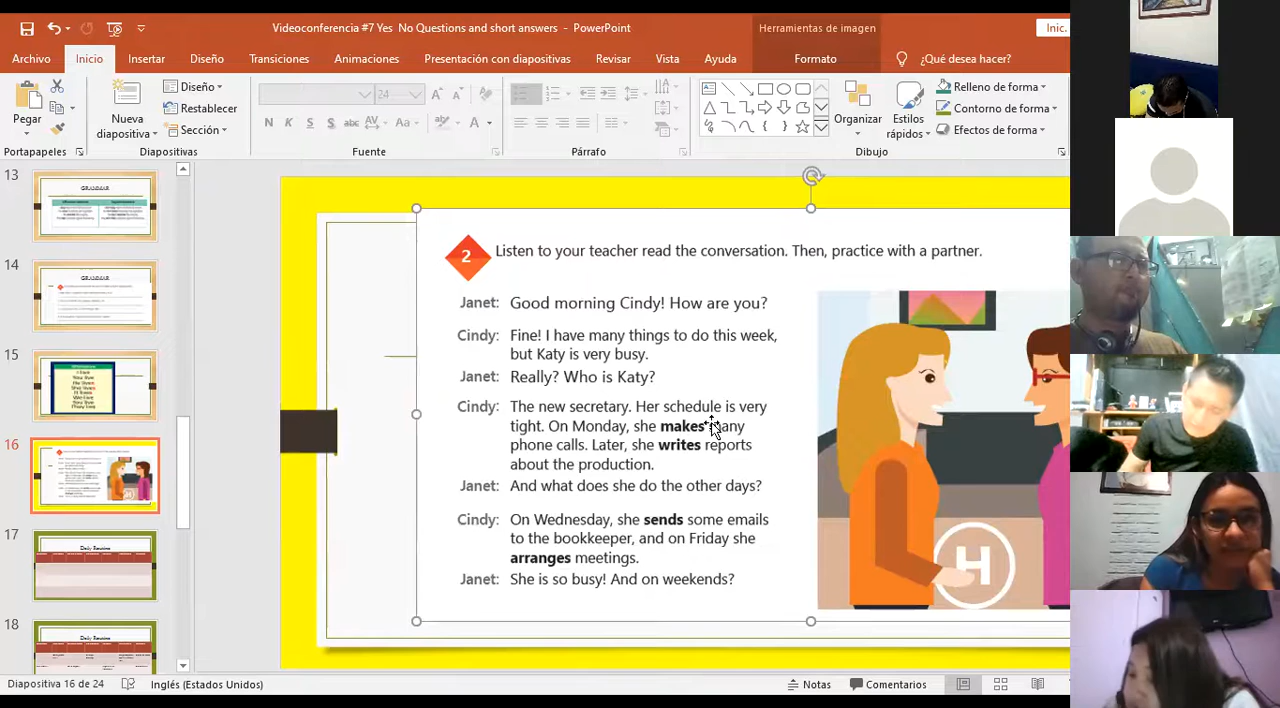 Videoconferencia #7 Yes No Questions and short answers - PowerPoint
Herramientas de imagen
Inic.
Archivo Inicio Insertar Diseño Transiciones Animaciones Presentación con diapositivas Revisar Vista Ayuda Formato ¿Qué desea hacer?
Pegar
Nueva diapositiva
Diseño
Restablecer
Sección
24
N K S S abc AV Aa A
Organizar
Estilos rápidos
Relleno de forma
Contorno de forma
Efectos de forma
Portapapeles Diapositivas Fuente Párrafo Dibujo
13
GRAMMAR
14
GRAMMAR
15
16
17
Daily Routine
18
Daily Routine
2 Listen to your teacher read the conversation. Then, practice with a partner.
Janet: Good morning Cindy! How are you?
Cindy: Fine! I have many things to do this week,
but Katy is very busy.
Janet: Really? Who is Katy?
Cindy: The new secretary. Her schedule is very
tight. On Monday, she makes many
phone calls. Later, she writes reports
about the production.
Janet: And what does she do the other days?
Cindy: On Wednesday, she sends some emails
to the bookkeeper, and on Friday she
arranges meetings.
Janet: She is so busy! And on weekends?
H
Diapositiva 16 de 24 Inglés (Estados Unidos) Notas Comentarios